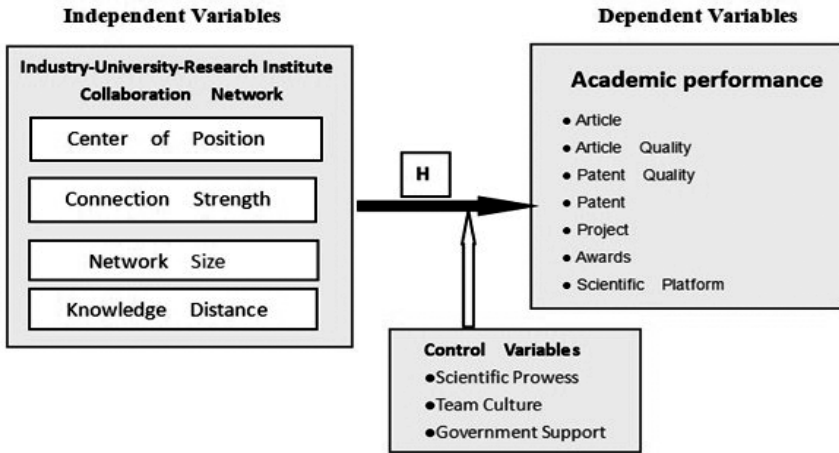 Independent Variables
Dependent Variables
Industry-University-Research Institute
Collaboration Network
Center of Position
Connection Strength
Network Size
Knowledge Distance
H
Academic performance
● Article
● Article Quality
● Patent Quality
● Patent
● Project
● Awards
● Scientific Platform
Control Variables
●Scientific Prowess
●Team Culture
●Government Support